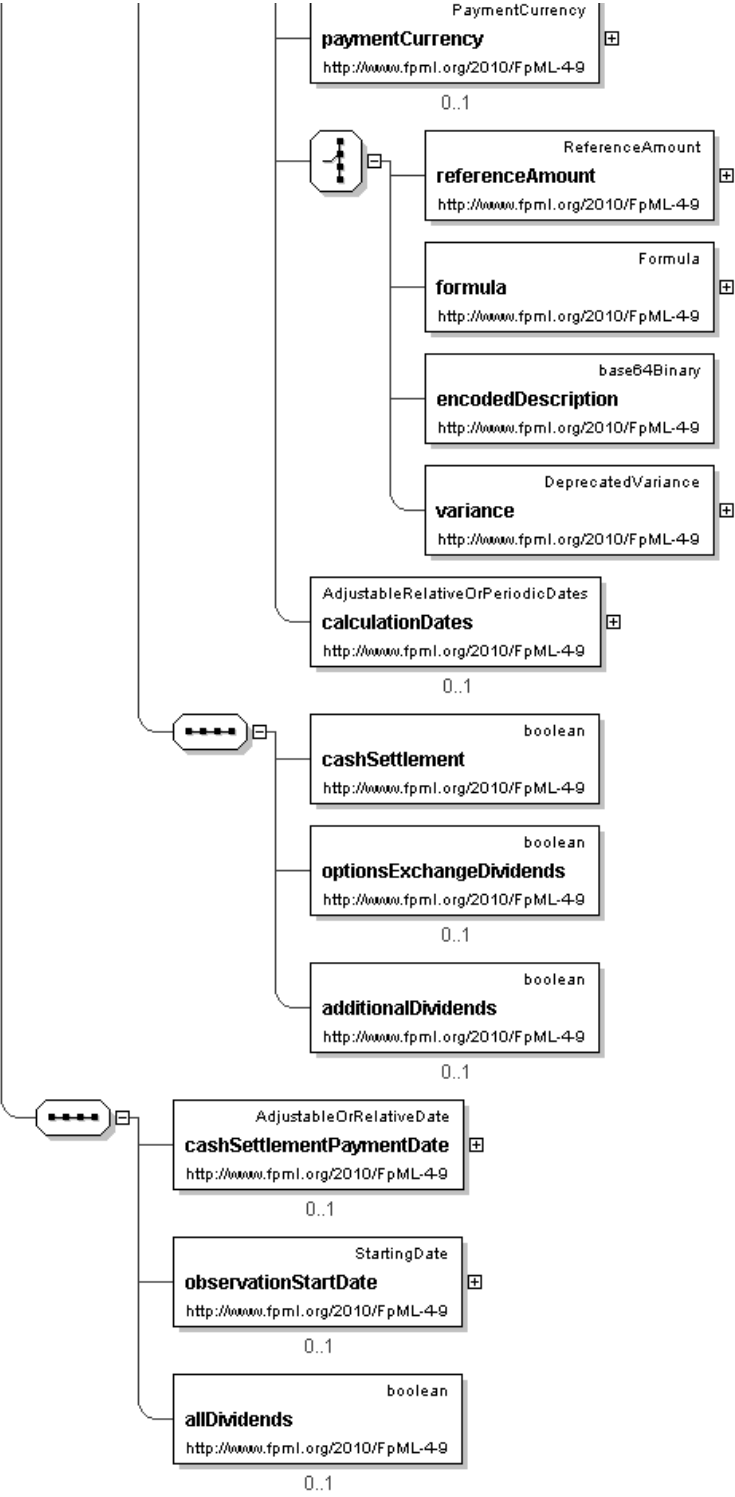 PaymentCurrency
paymentCurrency
http://www.fpml.org/2010/FpML-4-9
0..1
ReferenceAmount
referenceAmount
http://www.fpml.org/2010/FpML-4-9
Formula
formula
http://www.fpml.org/2010/FpML-4-9
base64Binary
encodedDescription
http://www.fpml.org/2010/FpML-4-9
DeprecatedVariance
variance
http://www.fpml.org/2010/FpML-4-9
AdjustableRelativeOrPeriodicDates
calculationDates
http://www.fpml.org/2010/FpML-4-9
0..1
boolean
cashSettlement
http://www.fpml.org/2010/FpML-4-9
boolean
optionsExchangeDividends
http://www.fpml.org/2010/FpML-4-9
0..1
boolean
additionalDividends
http://www.fpml.org/2010/FpML-4-9
0..1
AdjustableOrRelativeDate
cashSettlementPaymentDate
http://www.fpml.org/2010/FpML-4-9
0..1
StartingDate
observationStartDate
http://www.fpml.org/2010/FpML-4-9
0..1
boolean
allDividends
http://www.fpml.org/2010/FpML-4-9
0..1